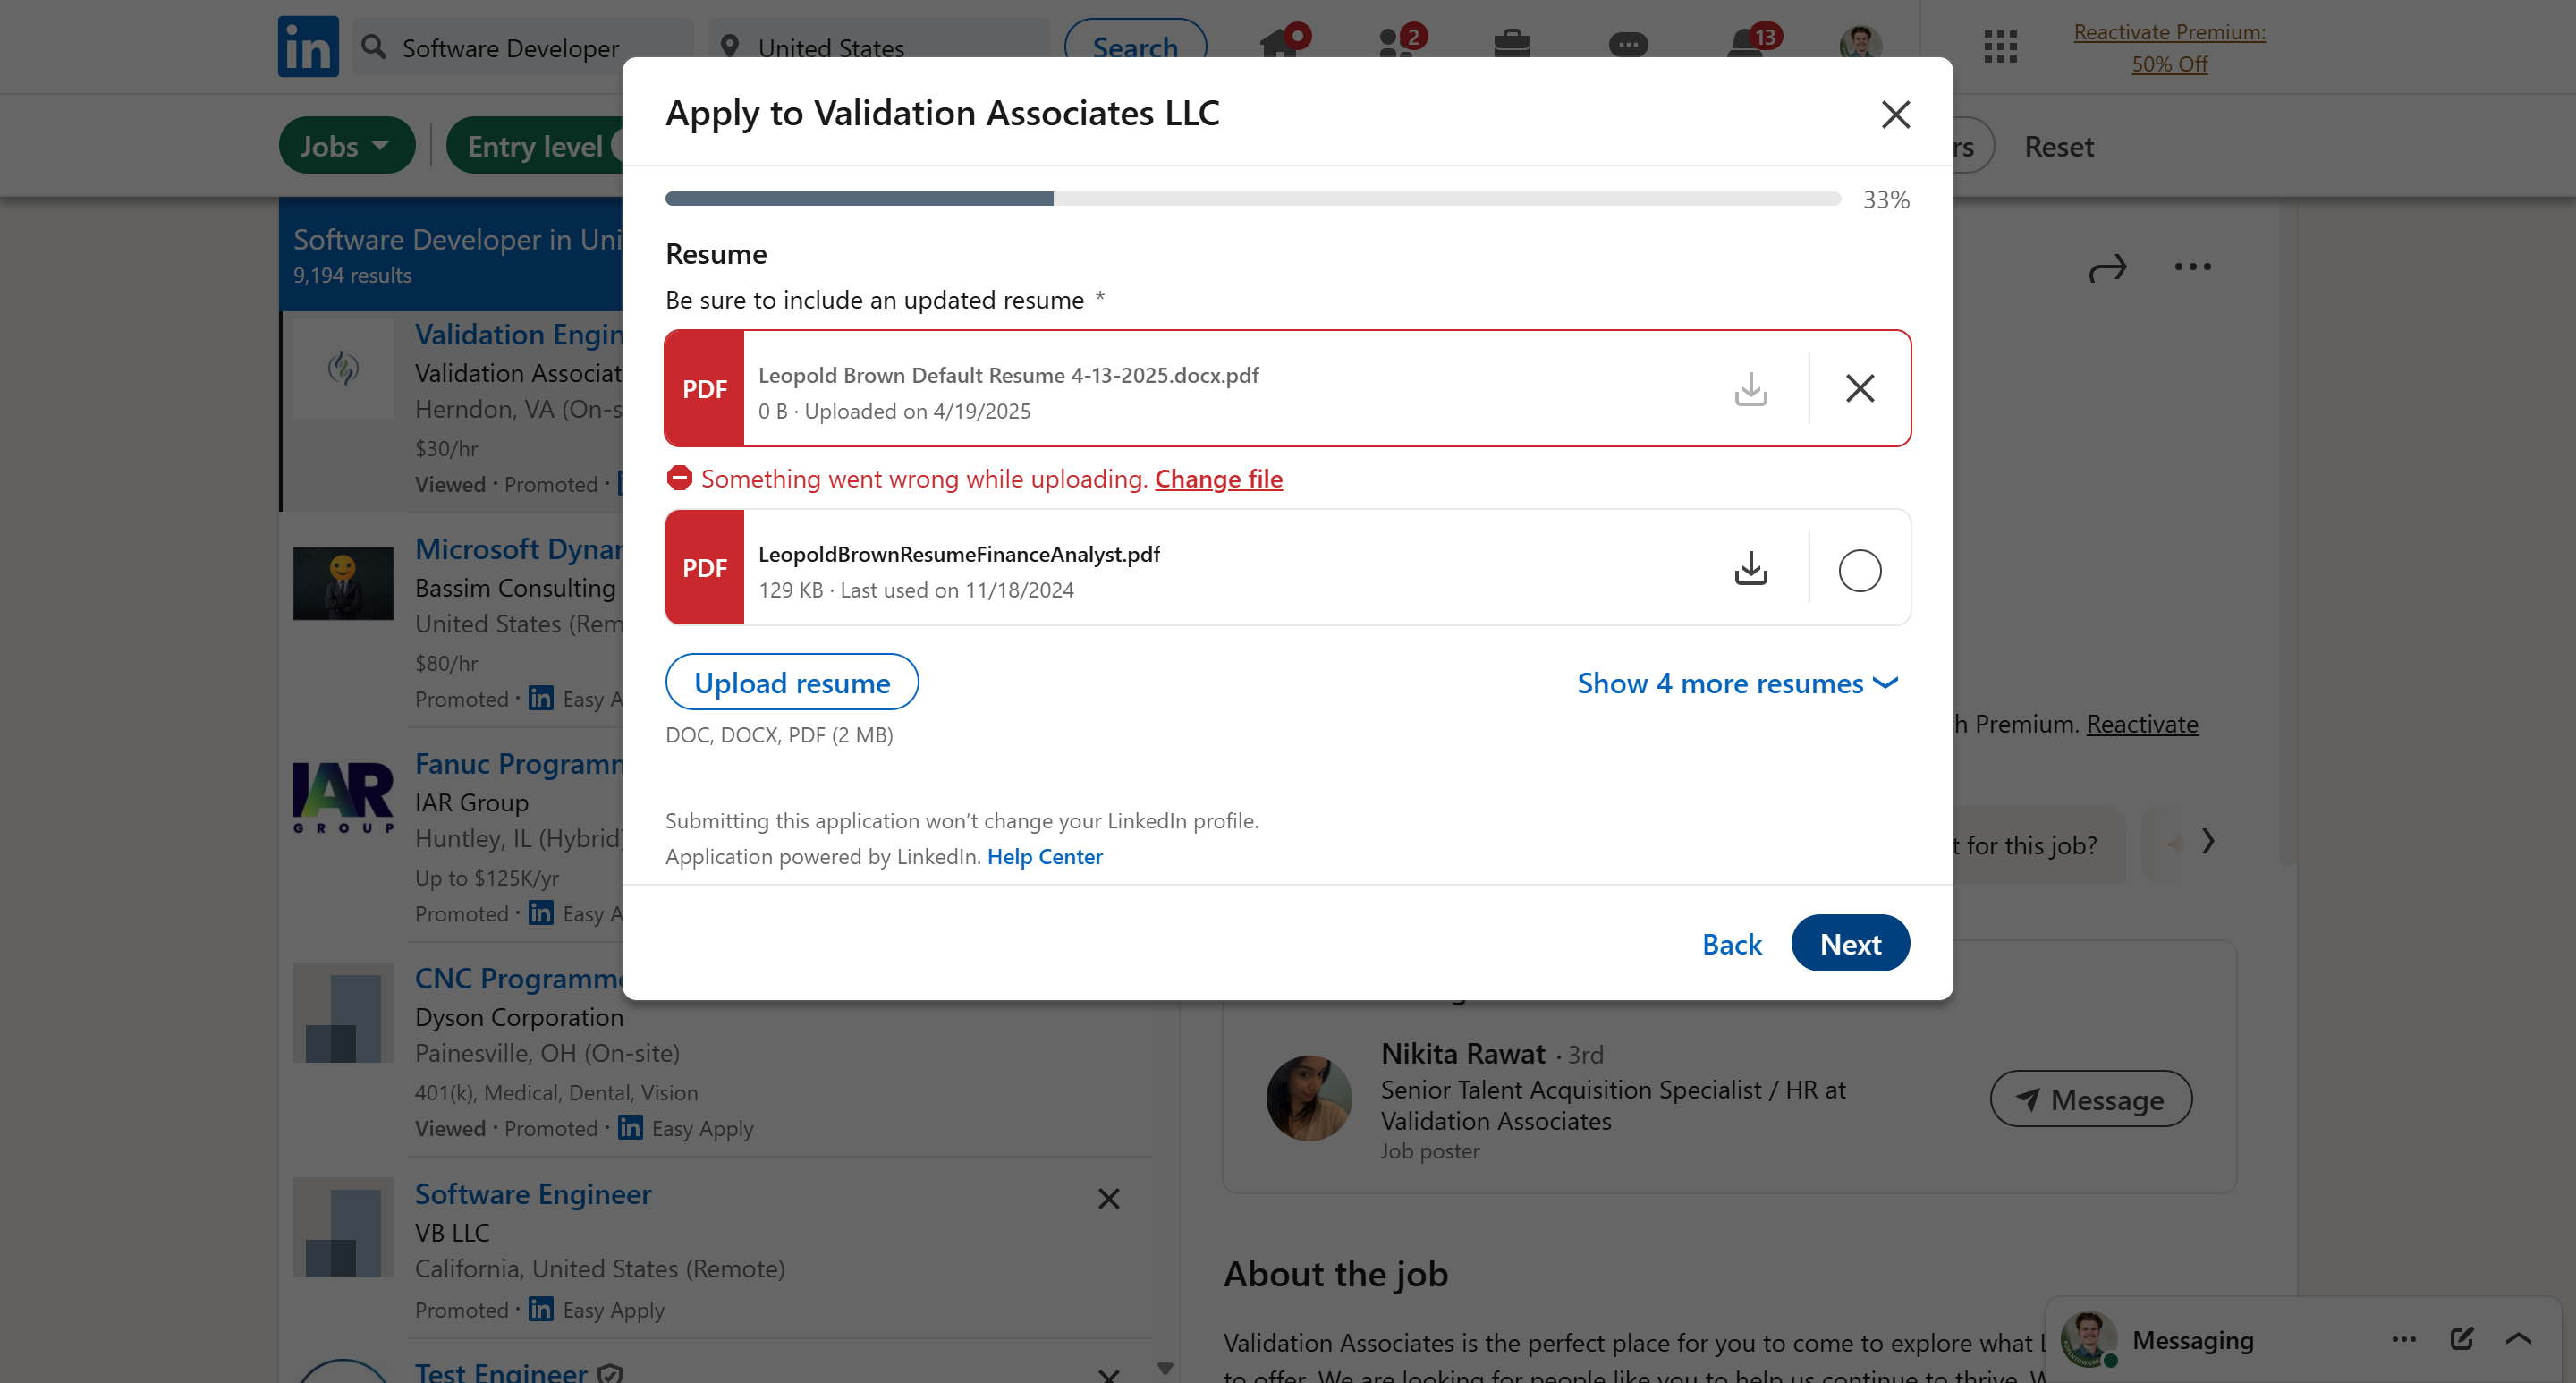 in
Software Developer
United States
Search
2
13
Reactivate Premium:
50% Off
Jobs
Entry level
rs
Reset
Apply to Validation Associates LLC
33%
Resume
Be sure to include an updated resume *
PDF
Leopold Brown Default Resume 4-13-2025.docx.pdf
0 B · Uploaded on 4/19/2025
Something went wrong while uploading. Change file
PDF
LeopoldBrownResumeFinanceAnalyst.pdf
129 KB · Last used on 11/18/2024
Upload resume
Show 4 more resumes
DOC, DOCX, PDF (2 MB)
Submitting this application won’t change your LinkedIn profile.
Application powered by LinkedIn. Help Center
Back
Next
Software Developer in Uni
9,194 results
Validation Engin
Validation Associat
Herndon, VA (On-s
$30/hr
Viewed · Promoted ·
Microsoft Dynar
Bassim Consulting
United States (Rem
$80/hr
Promoted · in Easy A
Fanuc Programm
IAR Group
Huntley, IL (Hybrid)
Up to $125K/yr
Promoted · in Easy A
IAR
GROUP
CNC Programme
Dyson Corporation
Painesville, OH (On-site)
401(k), Medical, Dental, Vision
Viewed · Promoted · in Easy Apply
Software Engineer
VB LLC
California, United States (Remote)
Promoted · in Easy Apply
Test Engineer
h Premium. Reactivate
t for this job?
Nikita Rawat · 3rd
Senior Talent Acquisition Specialist / HR at
Validation Associates
Job poster
Message
About the job
Validation Associates is the perfect place for you to come to explore what L
to offer. We are looking for people like you to help us continue to thrive. W
Messaging